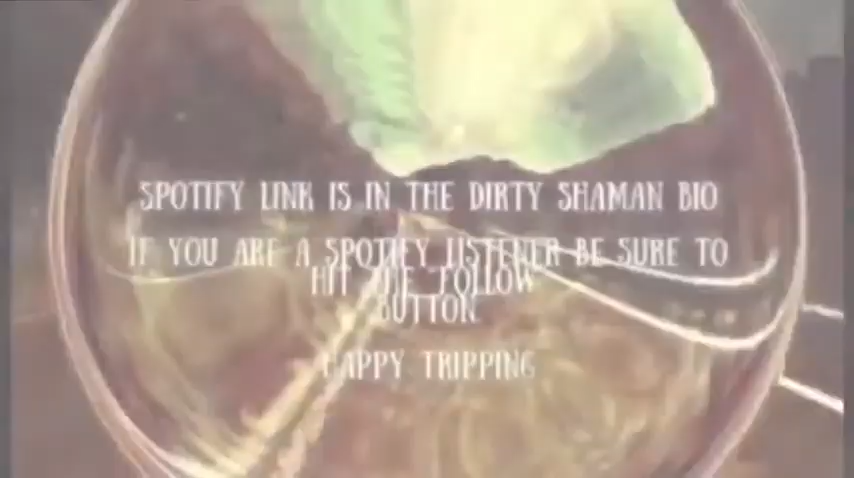 SPOTIFY LINK IS IN THE DIRTY SHAMAN BIO
IF YOU ARE A SPOTIFY LISTENER BE SURE TO
HIT THE "FOLLOW"
BUTTON
HAPPY TRIPPING